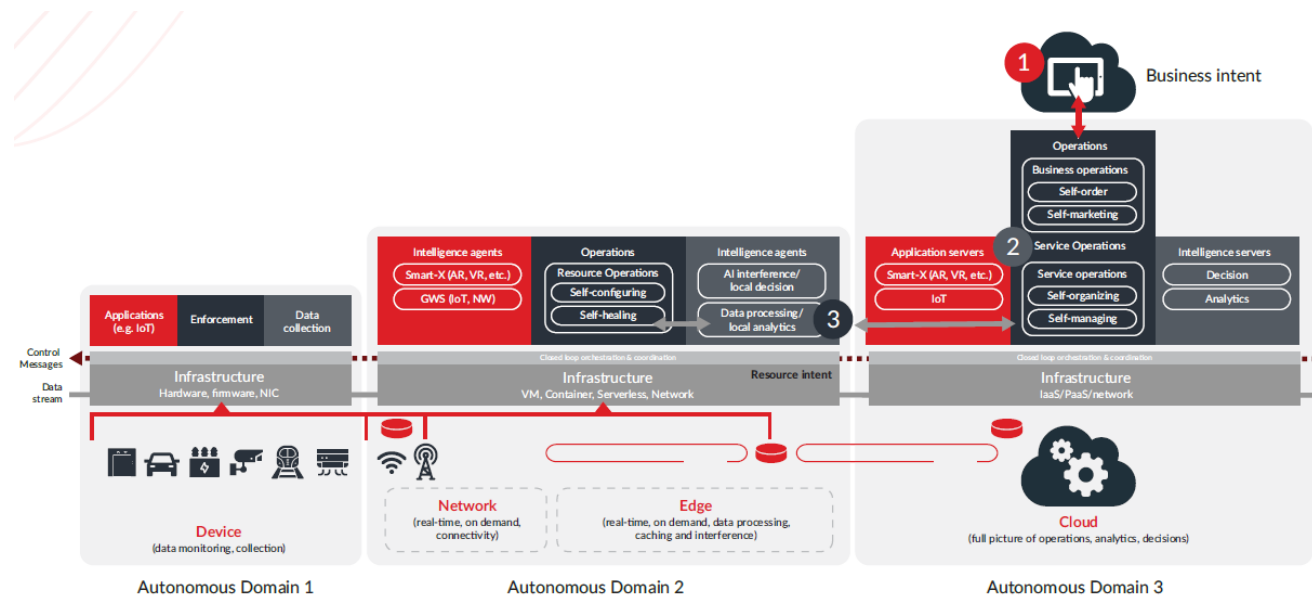 1
Business intent
Operations
Business operations
Self-order
Self-marketing
2
Service Operations
Service operations
Self-organizing
Self-managing
Application servers
Smart-X (AR, VR, etc.)
IoT
Intelligence servers
Decision
Analytics
Intelligence agents
Smart-X (AR, VR, etc.)
GWS (IoT, NW)
Operations
Resource Operations
Self-configuring
Self-healing
Intelligence agents
AI interference/
local decision
Data processing/
local analytics
3
Applications
(e.g. IoT)
Enforcement
Data
collection
Control
Messages
Data
stream
Infrastructure
Hardware, firmware, NIC
Closed loop orchestration & coordination
Infrastructure
VM, Container, Serverless, Network
Resource intent
Closed loop orchestration & coordination
Infrastructure
IaaS/PaaS/network
Device
(data monitoring, collection)
Network
(real-time, on demand,
connectivity)
Edge
(real-time, on demand, data processing,
caching and interference)
Cloud
(full picture of operations, analytics, decisions)
Autonomous Domain 1
Autonomous Domain 2
Autonomous Domain 3